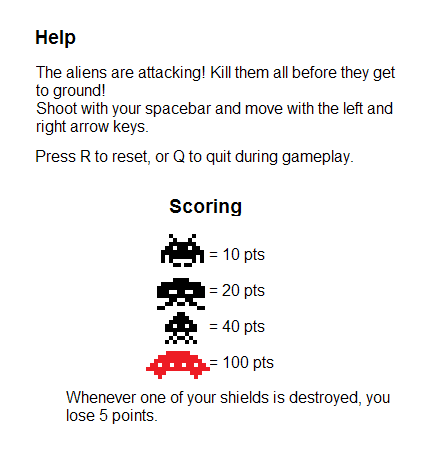 Help
The aliens are attacking! Kill them all before they get
to ground!
Shoot with your spacebar and move with the left and
right arrow keys.
Press R to reset, or Q to quit during gameplay.
Scoring
= 10 pts
= 20 pts
= 40 pts
= 100 pts
Whenever one of your shields is destroyed, you
lose 5 points.